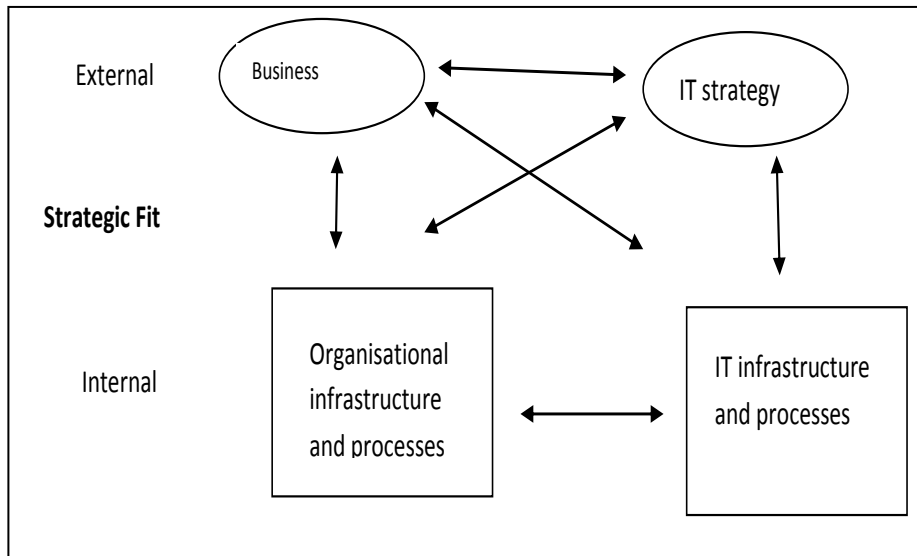 External
Business
IT strategy
Strategic Fit
Internal
Organisational
infrastructure
and processes
IT infrastructure
and processes